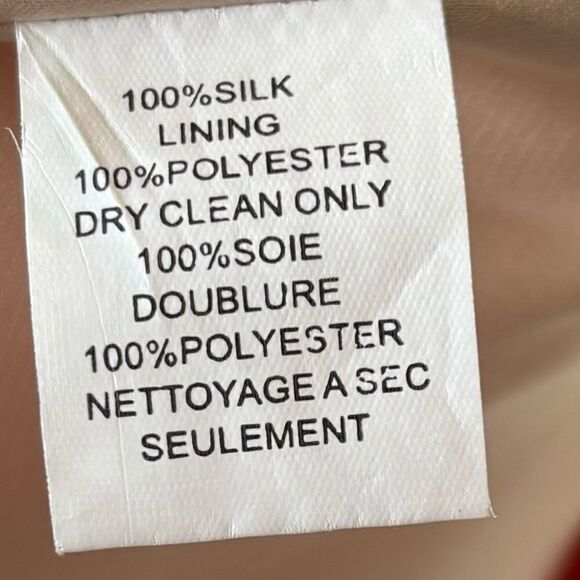 100%SILK
LINING
100%POLYESTER
DRY CLEAN ONLY
100%SOIE
DOUBLURE
100%POLYESTER
NETTOYAGE A SEC
SEULEMENT